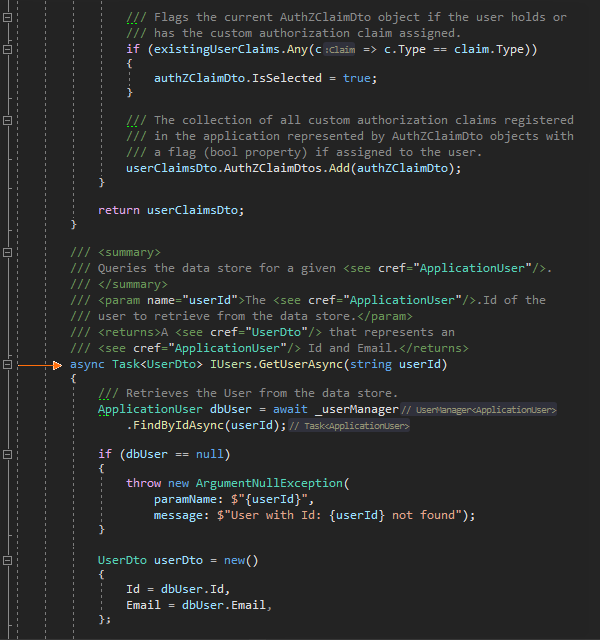 /// Flags the current AuthZClaimDto object if the user holds or
/// has the custom authorization claim assigned.
if (existingUserClaims.Any(c :Claim => c.Type == claim.Type))
{
authZClaimDto.IsSelected = true;
}
/// The collection of all custom authorization claims registered
/// in the application represented by AuthZClaimDto objects with
/// a flag (bool property) if assigned to the user.
userClaimsDto.AuthZClaimDtos.Add(authZClaimDto);
}
return userClaimsDto;
}
/// <summary>
/// Queries the data store for a given <see cref="ApplicationUser"/>.
/// </summary>
/// <param name="userId">The <see cref="ApplicationUser"/>.Id of the
/// user to retrieve from the data store.</param>
/// <returns>A <see cref="UserDto"/> that represents an
/// <see cref="ApplicationUser"/> Id and Email.</returns>
async Task<UserDto> IUsers.GetUserAsync(string userId)
{
/// Retrieves the User from the data store.
ApplicationUser dbUser = await _userManager // UserManager<ApplicationUser>
.FindByIdAsync(userId); // Task<ApplicationUser>
if (dbUser == null)
{
throw new ArgumentNullException(
paramName: $"{userId}",
message: $"User with Id: {userId} not found");
}
UserDto userDto = new()
{
Id = dbUser.Id,
Email = dbUser.Email,
};